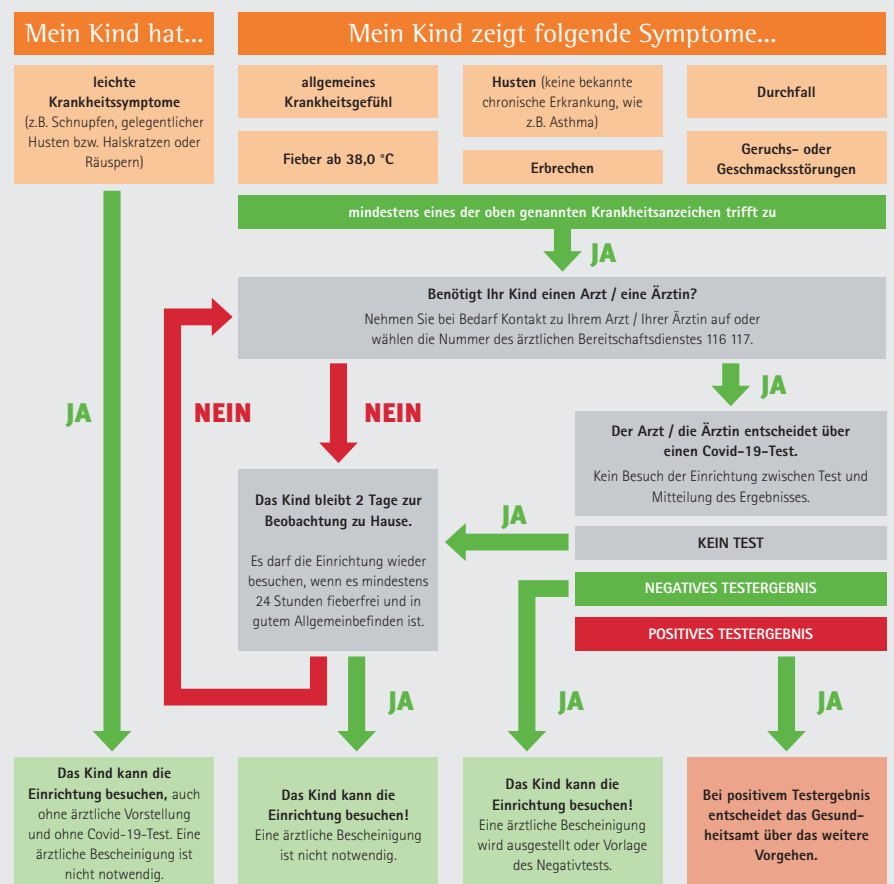 Mein Kind hat...
leichte
Krankheitssymptome
(z.B. Schnupfen, gelegentlicher
Husten bzw. Halskratzen oder
Räuspern)
Mein Kind zeigt folgende Symptome...
allgemeines
Krankheitsgefühl
Husten (keine bekannte
chronische Erkrankung, wie
z.B. Asthma)
Durchfall
Fieber ab 38,0 °C
Erbrechen
Geruchs- oder
Geschmacksstörungen
mindestens eines der oben genannten Krankheitsanzeichen trifft zu
JA
Benötigt Ihr Kind einen Arzt / eine Ärztin?
Nehmen Sie bei Bedarf Kontakt zu Ihrem Arzt / Ihrer Ärztin auf oder
wählen die Nummer des ärztlichen Bereitschaftsdienstes 116 117.
JA
NEIN
NEIN
JA
Der Arzt / die Ärztin entscheidet über
einen Covid-19-Test.
Kein Besuch der Einrichtung zwischen Test und
Mitteilung des Ergebnisses.
Das Kind bleibt 2 Tage zur
Beobachtung zu Hause.
Es darf die Einrichtung wieder
besuchen, wenn es mindestens
24 Stunden fieberfrei und in
gutem Allgemeinbefinden ist.
JA
KEIN TEST
NEGATIVES TESTERGEBNIS
POSITIVES TESTERGEBNIS
JA
JA
JA
Das Kind kann die
Einrichtung besuchen, auch
ohne ärztliche Vorstellung
und ohne Covid-19-Test. Eine
ärztliche Bescheinigung ist
nicht notwendig.
Das Kind kann die
Einrichtung besuchen!
Eine ärztliche Bescheinigung
ist nicht notwendig.
Das Kind kann die
Einrichtung besuchen!
Eine ärztliche Bescheinigung
wird ausgestellt oder Vorlage
des Negativtests.
Bei positivem Testergebnis
entscheidet das Gesund-
heitsamt über das weitere
Vorgehen.